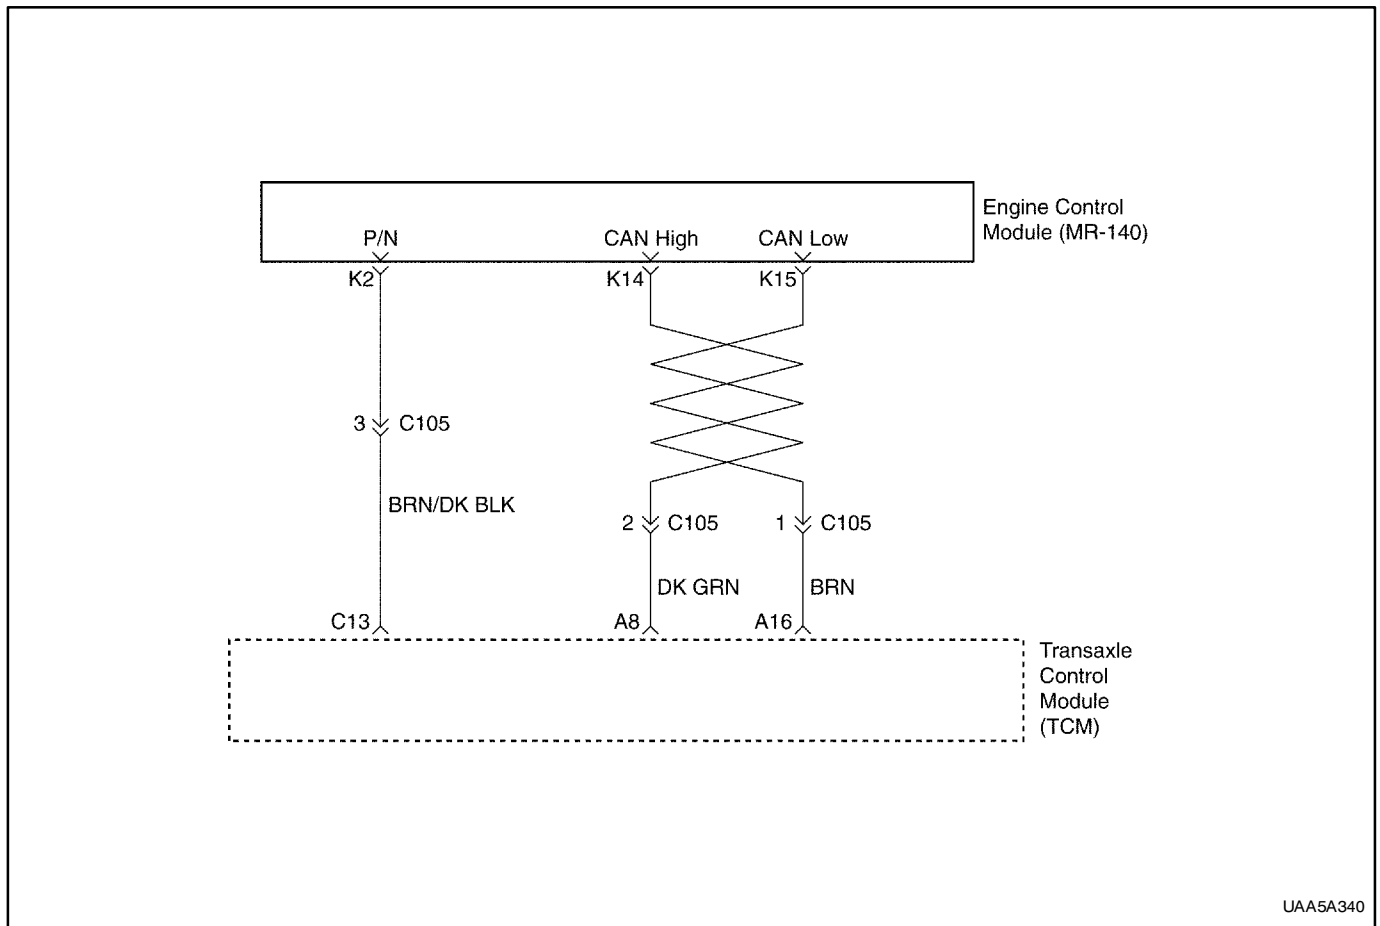 Engine Control
Module (MR-140)
P/N CAN High CAN Low
K2 K14 K15
3 C105
BRN/DK BLK
2 C105 1 C105
DK GRN BRN
C13 A8 A16
Transaxle
Control
Module
(TCM)
UAA5A340